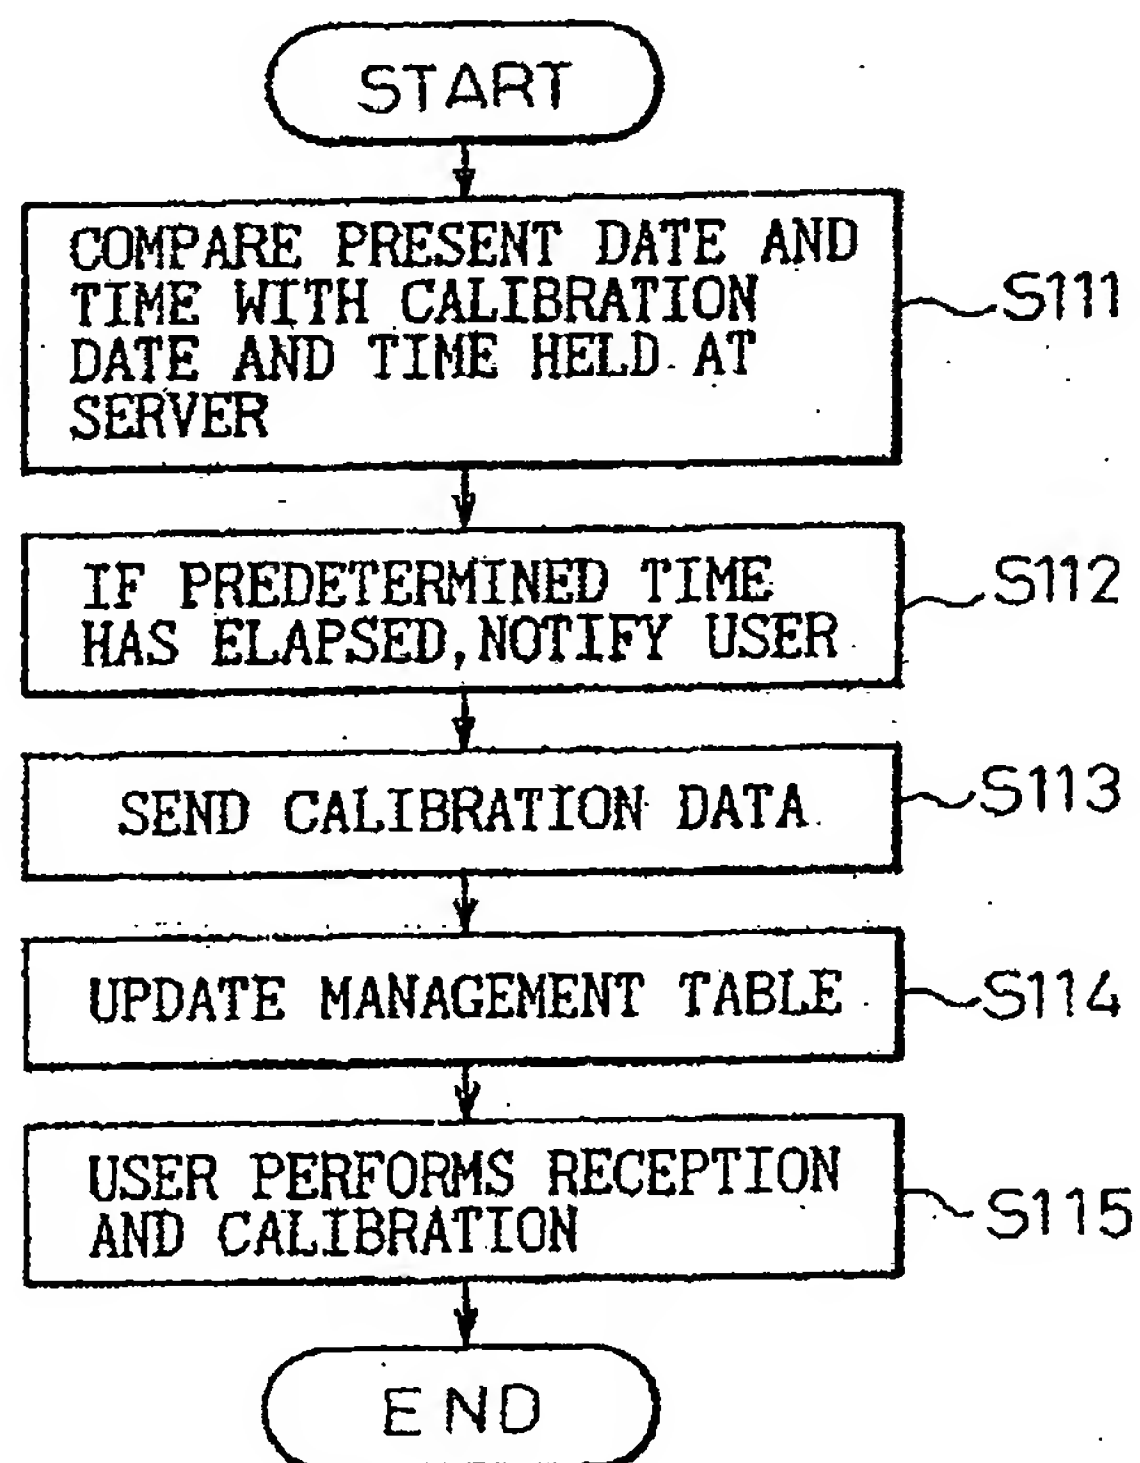 START
COMPARE PRESENT DATE AND
TIME WITH CALIBRATION
DATE AND TIME HELD AT
SERVER
S111
IF PREDETERMINED TIME
HAS ELAPSED, NOTIFY USER
S112
SEND CALIBRATION DATA
S113
UPDATE MANAGEMENT TABLE
S114
USER PERFORMS RECEPTION
AND CALIBRATION
S115
END